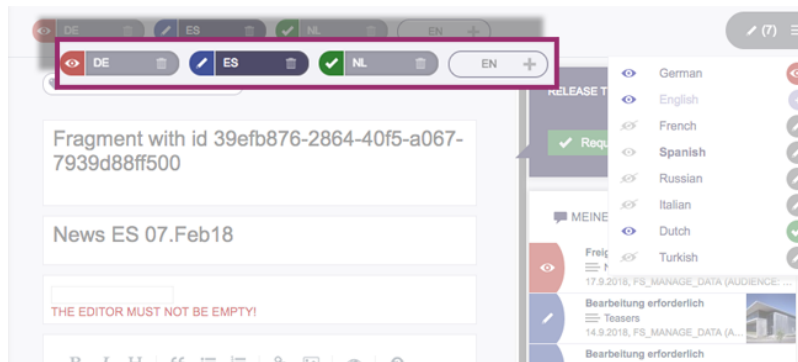 DE ES NL EN
(7)
DE ES NL EN
RELEASE T
Requ
German
English
French
Spanish
Russian
Italian
Dutch
Turkish
Fragment with id 39efb876-2864-40f5-a067-
7939d88ff500
News ES 07.Feb18
THE EDITOR MUST NOT BE EMPTY!
B I U
MEINE
Freig
N
17.9.2018, FS_MANAGE_DATA (AUDIENCE: ...
Bearbeitung erforderlich
Teasers
14.9.2018, FS_MANAGE_DATA (A...
Bearbeitung erforderlich